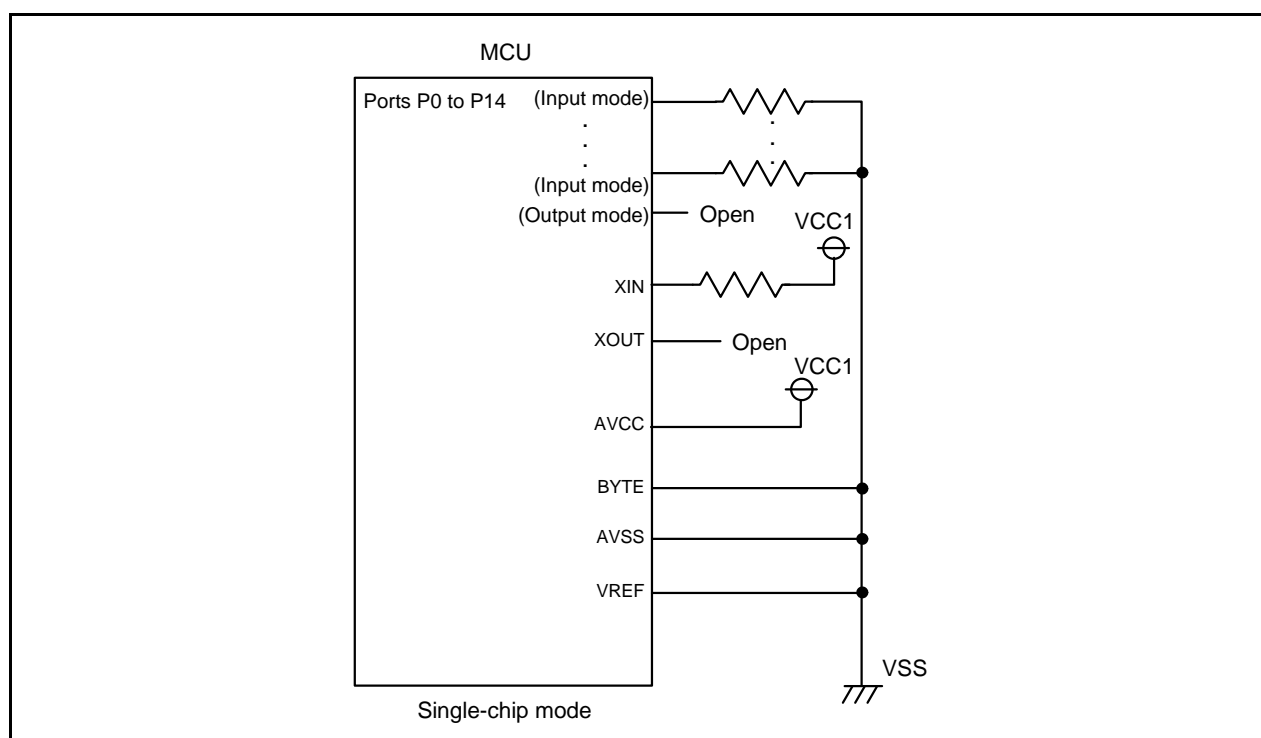 MCU
Ports P0 to P14 (Input mode)
(Input mode)
(Output mode) Open
VCC1
XIN
XOUT Open
VCC1
AVCC
BYTE
AVSS
VREF
VSS
Single-chip mode